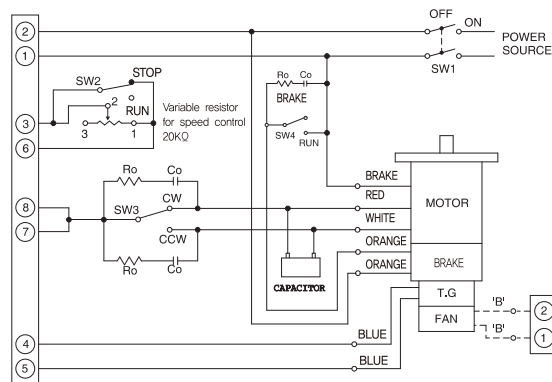 OFF
ON
2
POWER
SOURCE
1
SW1
STOP
SW2
Ro Co
BRAKE
2
RUN
Variable resistor
for speed control
20KΩ
SW4
RUN
3
3
1
6
BRAKE
RED
MOTOR
Ro
Co
8
SW3
CW
WHITE
7
CCW
ORANGE
BRAKE
ORANGE
Ro
Co
CAPACITOR
T.G
'B'
2
FAN
'B'
1
4
BLUE
5
BLUE